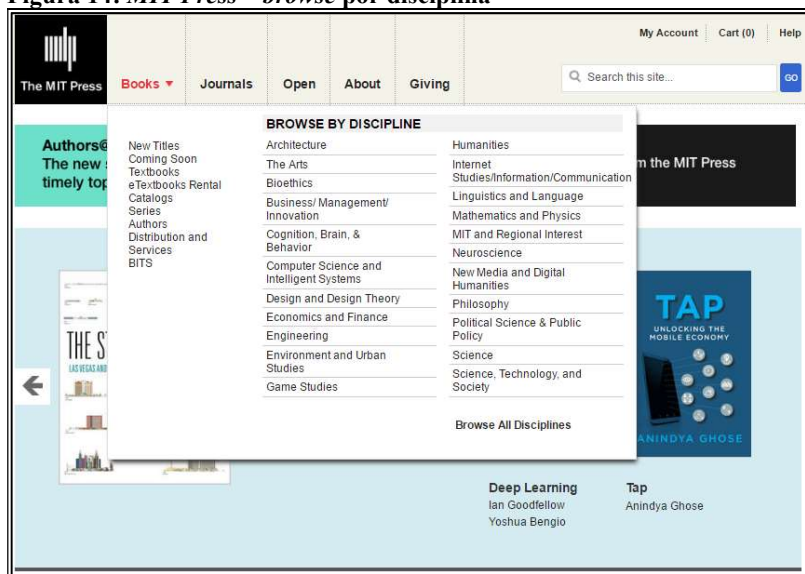 Figura 14: MIT Press – browse por disciplina
My Account Cart (0) Help
The MIT Press
Books Journals Open About Giving
Search this site...
GO
Authors@
The new
timely top
m the MIT Press
New Titles
Coming Soon
Textbooks
eTextbooks Rental
Catalogs
Series
Authors
Distribution and
Services
BITS
BROWSE BY DISCIPLINE
Architecture
The Arts
Bioethics
Business/ Management/
Innovation
Cognition, Brain, &
Behavior
Computer Science and
Intelligent Systems
Design and Design Theory
Economics and Finance
Engineering
Environment and Urban
Studies
Game Studies
Humanities
Internet
Studies/Information/Communication
Linguistics and Language
Mathematics and Physics
MIT and Regional Interest
Neuroscience
New Media and Digital
Humanities
Philosophy
Political Science & Public
Policy
Science
Science, Technology, and
Society
Browse All Disciplines
THE S
LAS VEGAS AND
TAP
UNLOCKING THE
MOBILE ECONOMY
ANINDYA GHOSE
Deep Learning
Ian Goodfellow
Yoshua Bengio
Tap
Anindya Ghose